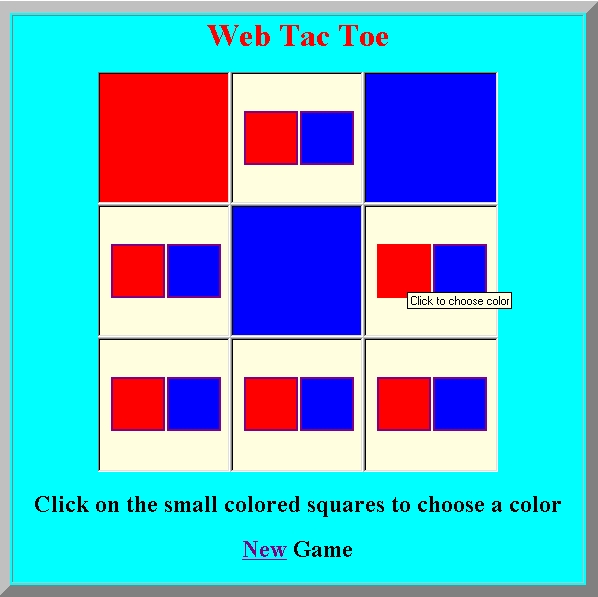 Web Tac Toe
Click to choose color
Click on the small colored squares to choose a color
New Game